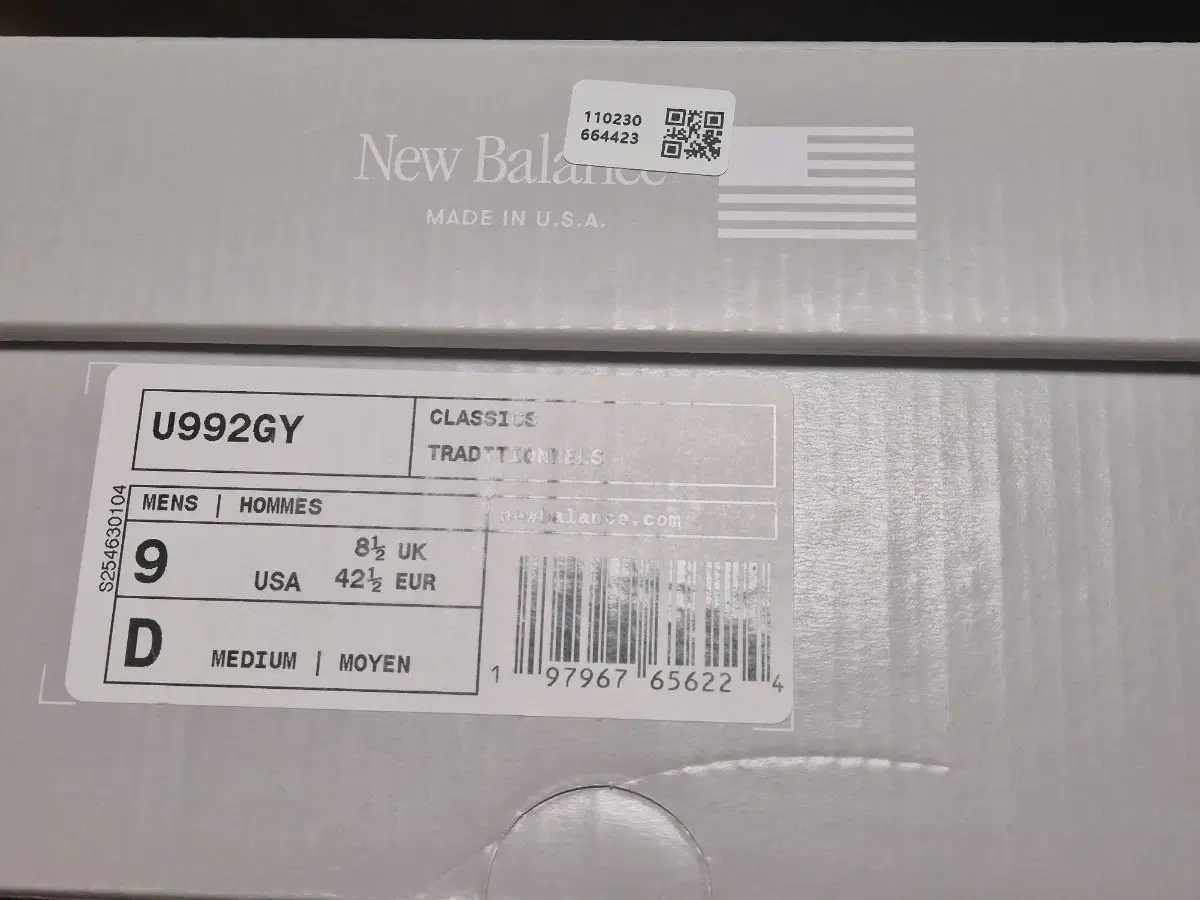 110230
664423
New Balance
MADE IN U.S.A.
U992GY
CLASSICS
TRADITIONNELS
S254630104
MENS | HOMMES
newbalance.com
9
8½ UK
USA 42½ EUR
D
MEDIUM | MOYEN
1 97967 65622 4